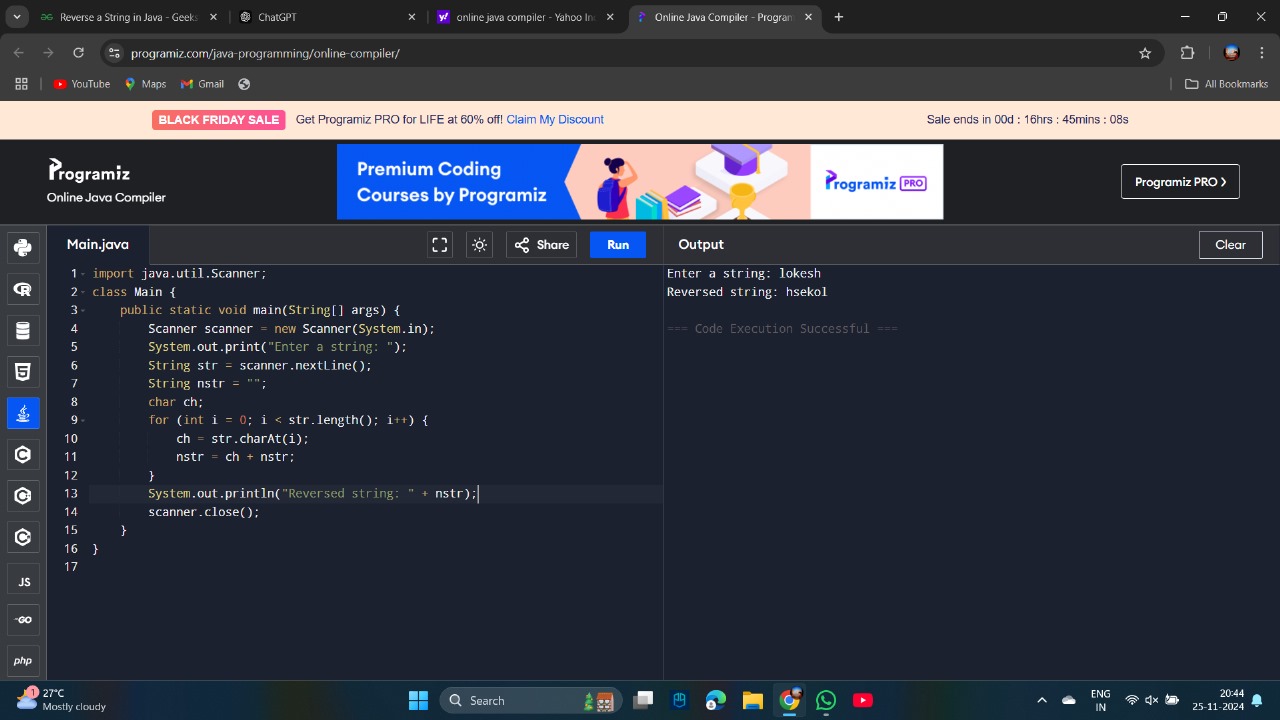 Reverse a String in Java - Geeks
ChatGPT
online java compiler - Yahoo In
Online Java Compiler - Program
programiz.com/java-programming/online-compiler/
YouTube
Maps
Gmail
All Bookmarks
BLACK FRIDAY SALE
Get Programiz PRO for LIFE at 60% off! Claim My Discount
Sale ends in 00d : 16hrs : 45mins : 08s
Programiz
Online Java Compiler
Premium Coding
Courses by Programiz
Programiz PRO
Programiz PRO >
Main.java
Share
Run
Output
Clear
1 import java.util.Scanner;
2 class Main {
3 public static void main(String[] args) {
4 Scanner scanner = new Scanner(System.in);
5 System.out.print("Enter a string: ");
6 String str = scanner.nextLine();
7 String nstr = "";
8 char ch;
9 for (int i = 0; i < str.length(); i++) {
10 ch = str.charAt(i);
11 nstr = ch + nstr;
12 }
13 System.out.println("Reversed string: " + nstr);
14 scanner.close();
15 }
16 }
17
Enter a string: lokesh
Reversed string: hsekol
=== Code Execution Successful ===
R
5
C
JS
GO
php
1
27°C
Mostly cloudy
Search
ENG
IN
20:44
25-11-2024